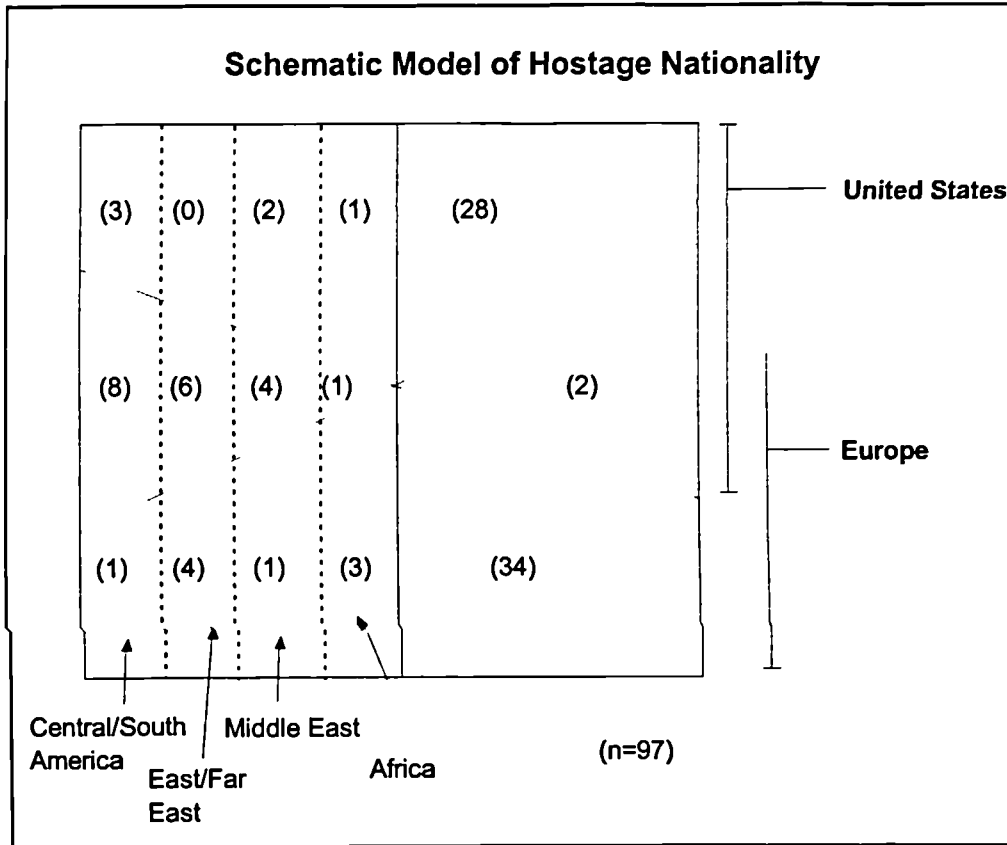 Schematic Model of Hostage Nationality
(3) (0) (2) (1) (28)
United States
(8) (6) (4) (1) (2)
Europe
(1) (4) (1) (3) (34)
Central/South
America
East/Far
East
Middle East
Africa
(n=97)